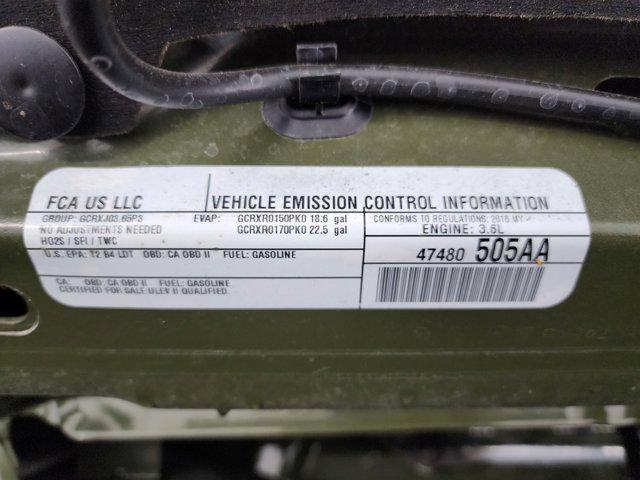 FCA US LLC
VEHICLE EMISSION CONTROL INFORMATION
GROUP: GCRXJ03.65P3 EVAP: GCRXR0150PK0 18.6 gal
NO ADJUSTMENTS NEEDED GCRXR0170PK0 22.5 gal
HO2S / SFI / TWC
CONFORMS TO REGULATIONS: 2016 MY
ENGINE: 3.6L
U.S. EPA: T2 B4 LDT OBD: CA OBD II FUEL: GASOLINE
CA: OBD: CA OBD II FUEL: GASOLINE
CERTIFIED FOR SALE ULEV II QUALIFIED.
47480 505AA